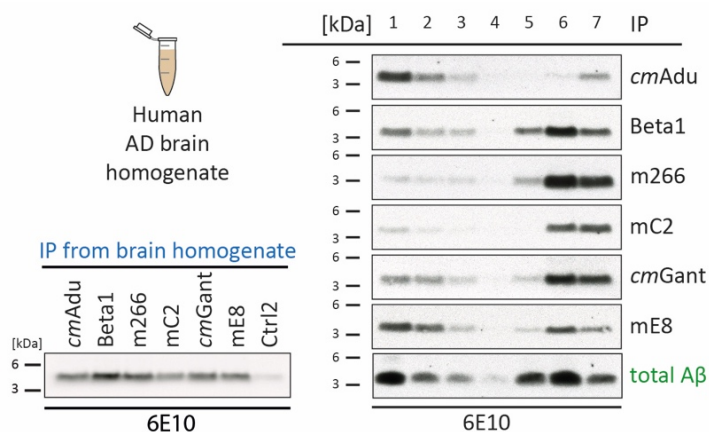 [kDa] 1 2 3 4 5 6 7 IP
Human
AD brain
homogenate
6
3
cmAdu
6
3
Beta1
6
3
m266
6
3
mC2
6
3
cmGant
6
3
mE8
6
3
total Aβ
6E10
IP from brain homogenate
cmAdu
Beta1
m266
mC2
cmGant
mE8
Ctrl2
[kDa]
6
3
6E10